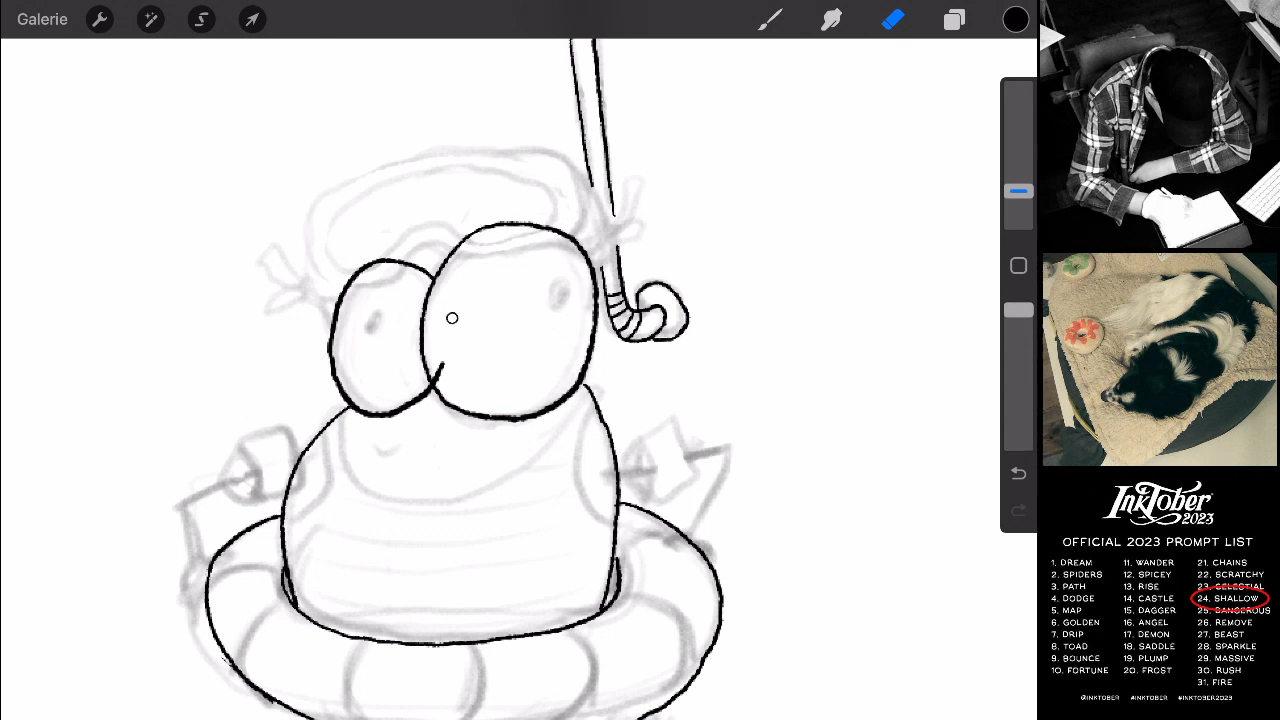 Galerie
INKTOBER
2023
OFFICIAL 2023 PROMPT LIST
1. DREAM
2. SPIDERS
3. PATH
4. DODGE
5. MAP
6. GOLDEN
7. DRIP
8. TOAD
9. BOUNCE
10. FORTUNE
11. WANDER
12. SPICEY
13. RISE
14. CASTLE
15. DAGGER
16. ANGEL
17. DEMON
18. SADDLE
19. PLUMP
20. FROST
21. CHAINS
22. SCRATCHY
23. CELESTIAL
24. SHALLOW
25. DANGEROUS
26. REMOVE
27. BEAST
28. SPARKLE
29. MASSIVE
30. RUSH
31. FIRE
@INKTOBER #INKTOBER #INKTOBER2023